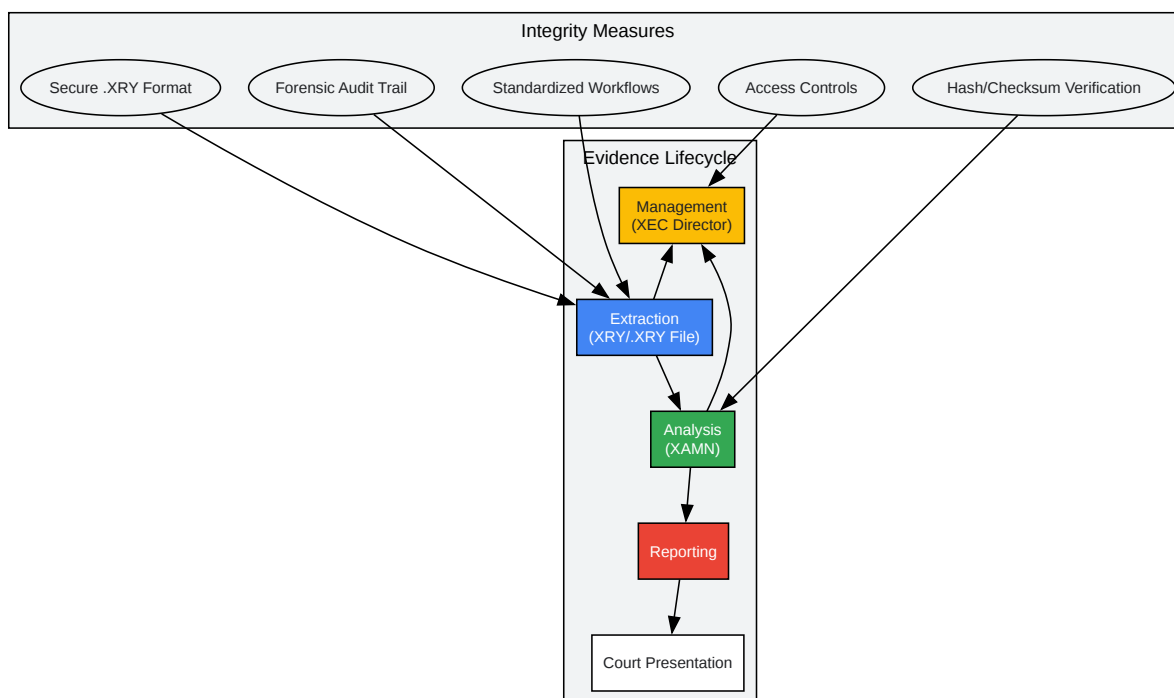 Integrity Measures
Secure .XRY Format
Forensic Audit Trail
Standardized Workflows
Access Controls
Hash/Checksum Verification
Evidence Lifecycle
Management
(XEC Director)
Extraction
(XRY/.XRY File)
Analysis
(XAMN)
Reporting
Court Presentation